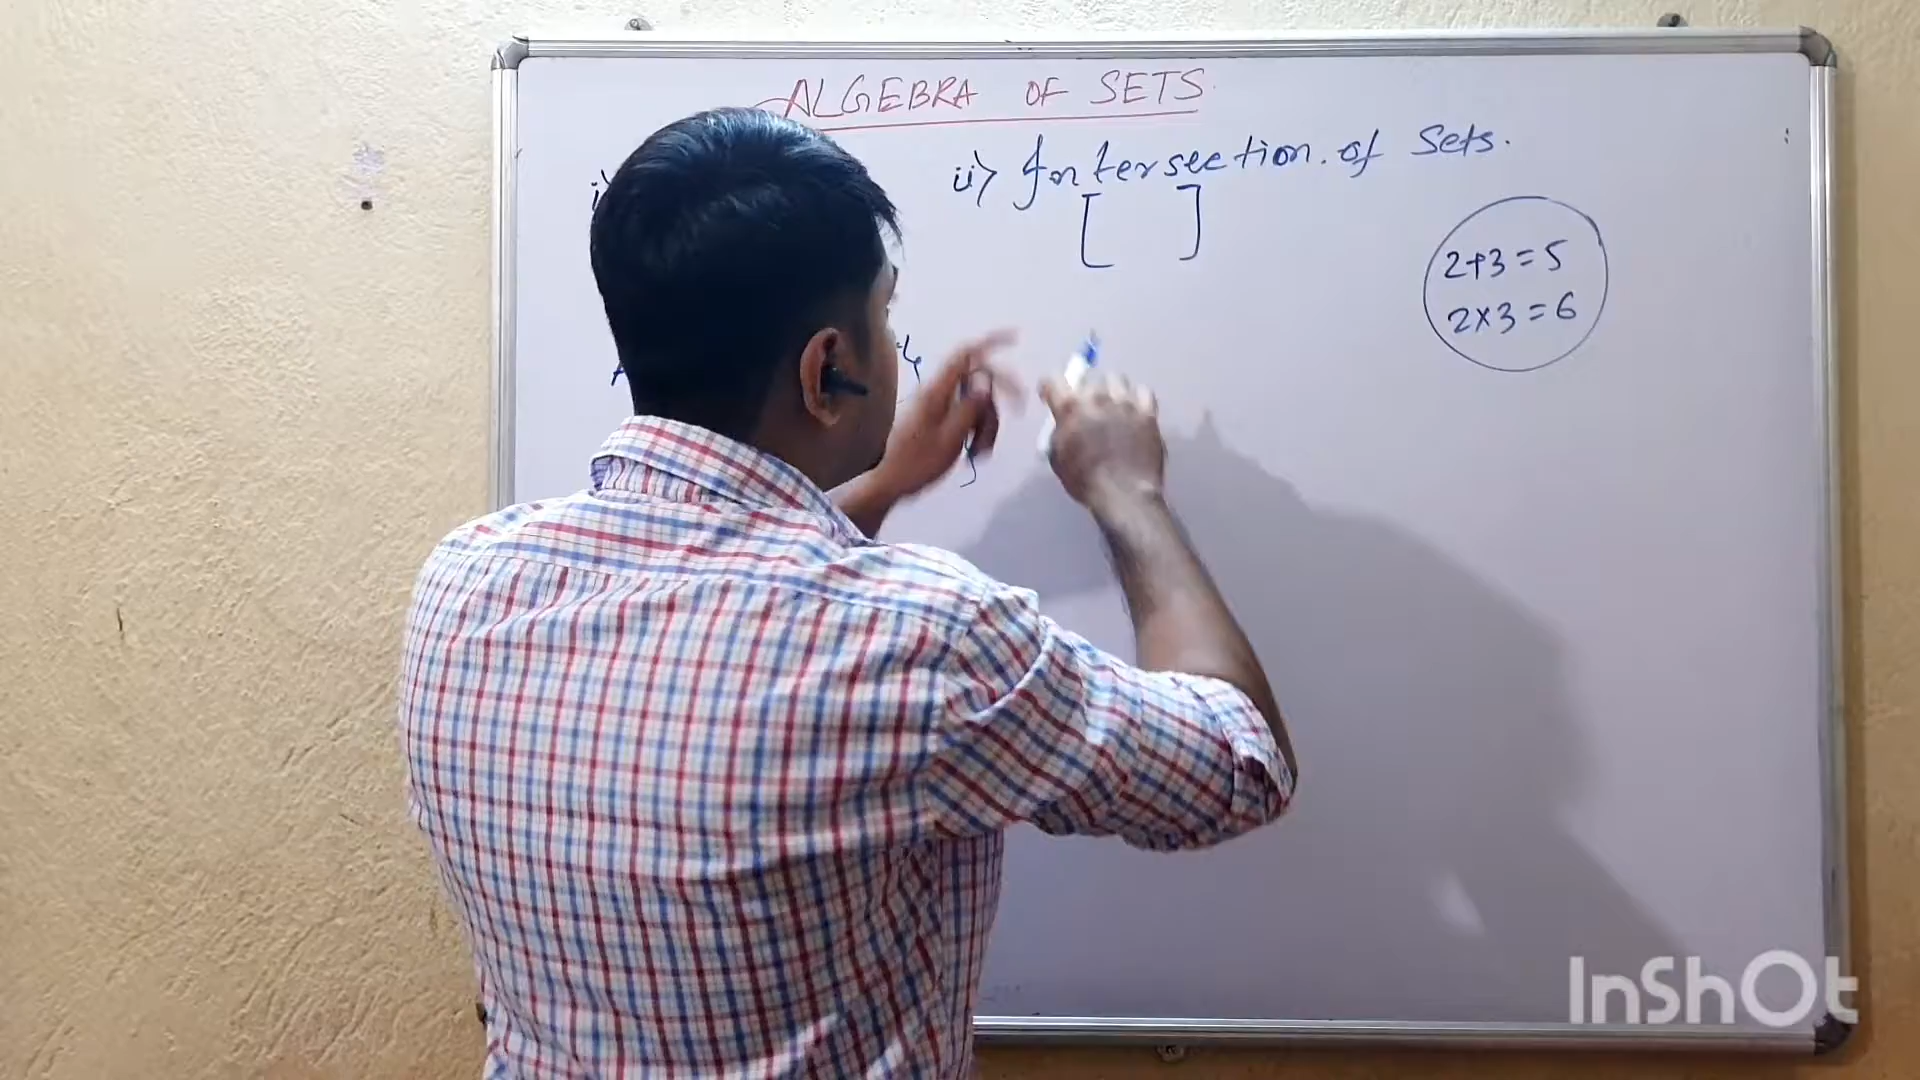 ALGEBRA OF SETS
i)
ii) Intersection of Sets.
[ ]
2+3=5
2×3=6
InShOt